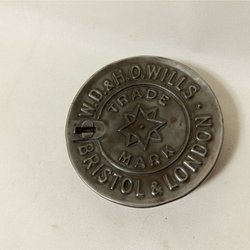 W.D. & H.O. WILLS.
BRISTOL & LONDON
TRADE
MARK